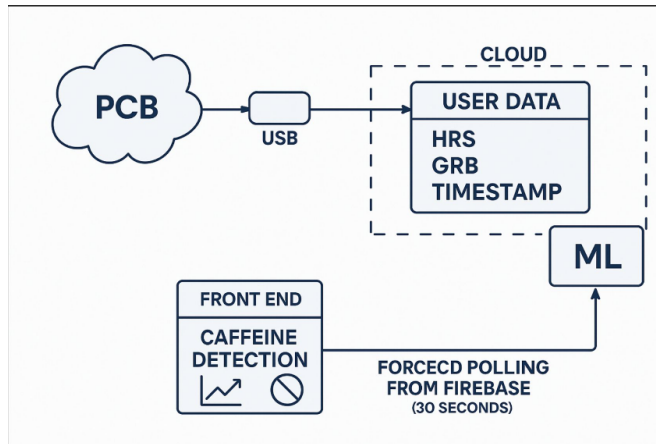 PCB
USB
CLOUD
USER DATA
HRS
GRB
TIMESTAMP
ML
FRONT END
CAFFEINE
DETECTION
FORCECD POLLING
FROM FIREBASE
(30 SECONDS)